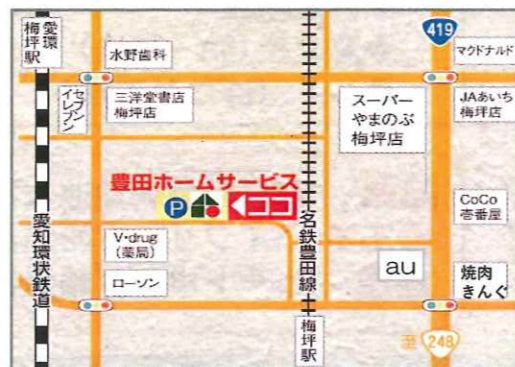 愛環
梅坪駅
水野歯科
419
マクドナルド
セブン
イレブン
三洋堂書店
梅坪店
スーパー
やまのぶ
梅坪店
JAあいち
梅坪店
豊田ホームサービス
P
ココ
愛知環状鉄道
V・drug
(薬局)
名鉄豊田線
CoCo
壱番屋
au
ローソン
焼肉
きんぐ
梅坪駅
至 248